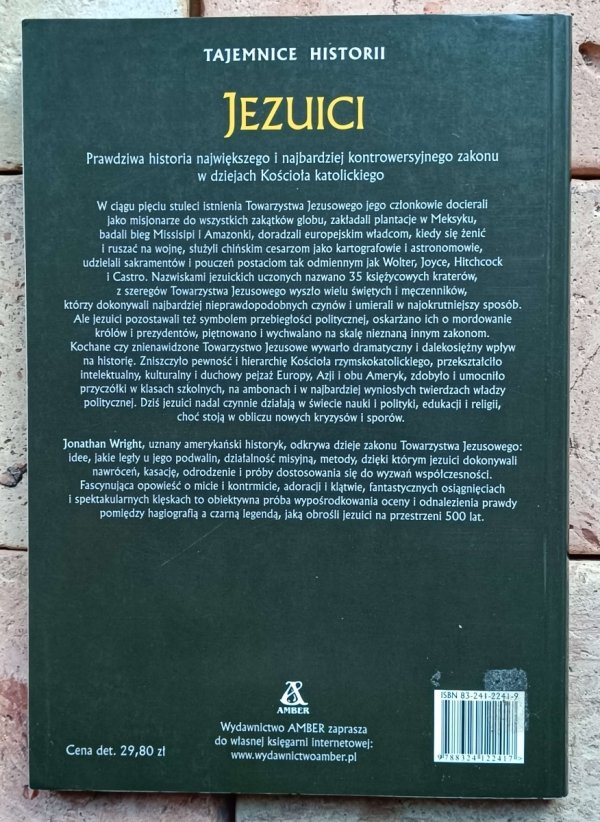 TAJEMNICE HISTORII
JEZUICI
Prawdziwa historia największego i najbardziej kontrowersyjnego zakonu
w dziejach Kościoła katolickiego
W ciągu pięciu stuleci istnienia Towarzystwa Jezusowego jego członkowie docierali
jako misjonarze do wszystkich zakątków globu, zakładali plantacje w Meksyku,
badali bieg Missisipi i Amazonki, doradzali europejskim władcom, kiedy się żenić
i ruszać na wojnę, służyli chińskim cesarzom jako kartografowie i astronomowie,
udzielali sakramentów i pouczeń postaciom tak odmiennym jak Wolter, Joyce, Hitchcock
i Castro. Nazwiskami jezuickich uczonych nazwano 35 księżycowych kraterów,
z szeregów Towarzystwa Jezusowego wyszło wielu świętych i męczenników,
którzy dokonywali najbardziej nieprawdopodobnych czynów i umierali w najokrutniejszy sposób.
Ale jezuici pozostawali też symbolem przebiegłości politycznej, oskarżano ich o mordowanie
królów i prezydentów, piętnowano i wychwalano na skalę nieznaną innym zakonom.
Kochane czy znienawidzone Towarzystwo Jezusowe wywarło dramatyczny i dalekosiężny wpływ
na historię. Zniszczyło pewność i hierarchię Kościoła rzymskokatolickiego, przekształciło
intelektualny, kulturalny i duchowy pejzaż Europy, Azji i obu Ameryk, zdobyło i umocniło
przyczółki w klasach szkolnych, na ambonach i w najbardziej wyniosłych twierdzach władzy
politycznej. Dziś jezuici nadal czynnie działają w świecie nauki i polityki, edukacji i religii,
choć stoją w obliczu nowych kryzysów i sporów.
Jonathan Wright, uznany amerykański historyk, odkrywa dzieje zakonu Towarzystwa Jezusowego:
idee, jakie legły u jego podwalin, działalność misyjną, metody, dzięki którym jezuici dokonywali
nawróceń, kasację, odrodzenie i próby dostosowania się do wyzwań współczesności.
Fascynująca opowieść o micie i kontrmicie, adoracji i klątwie, fantastycznych osiągnięciach
i spektakularnych klęskach to obiektywna próba wypośrodkowania oceny i odnalezienia prawdy
pomiędzy hagiografią a czarną legendą, jaką obrośli jezuici na przestrzeni 500 lat.
AMBER
Wydawnictwo AMBER zaprasza
do własnej księgarni internetowej:
www.wydawnictwoamber.pl
Cena det. 29,80 zł
ISBN 83-241-2241-9
9 788324 122417 >